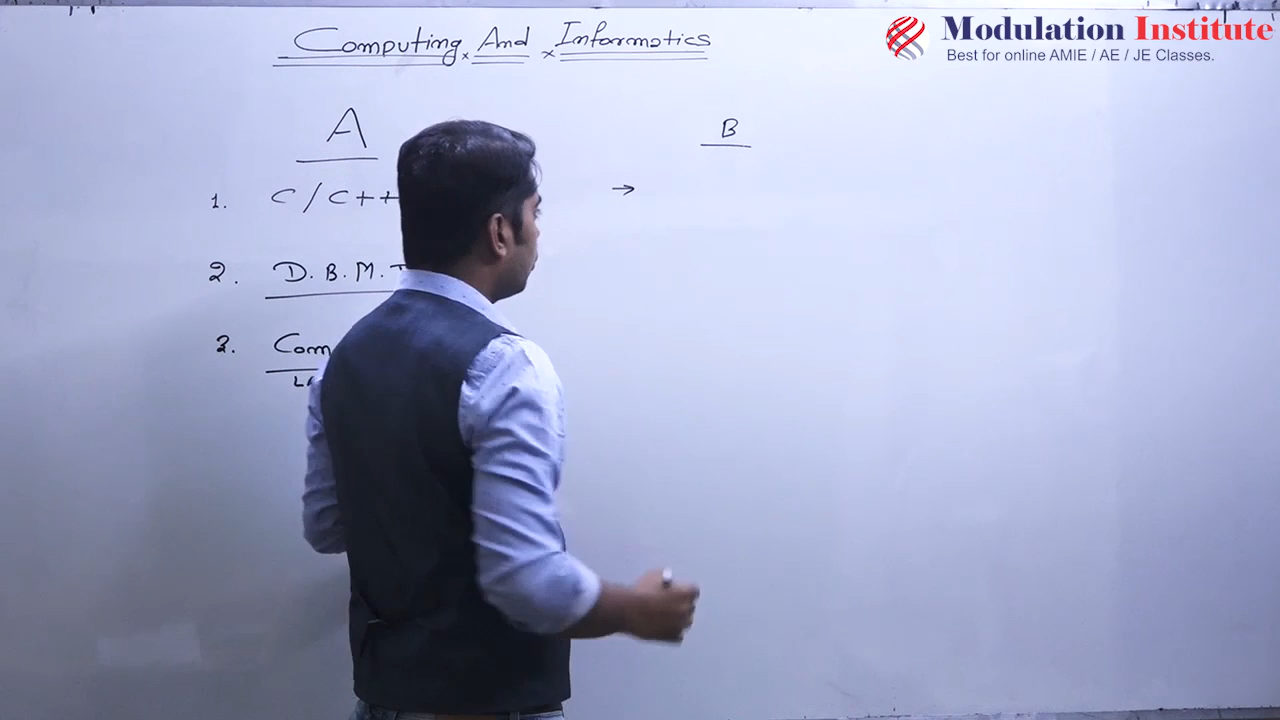 Computing And Informatics
Modulation Institute
Best for online AMIE / AE / JE Classes.
A
B
1. C / C++
→
2. D. B. M.
3. Com